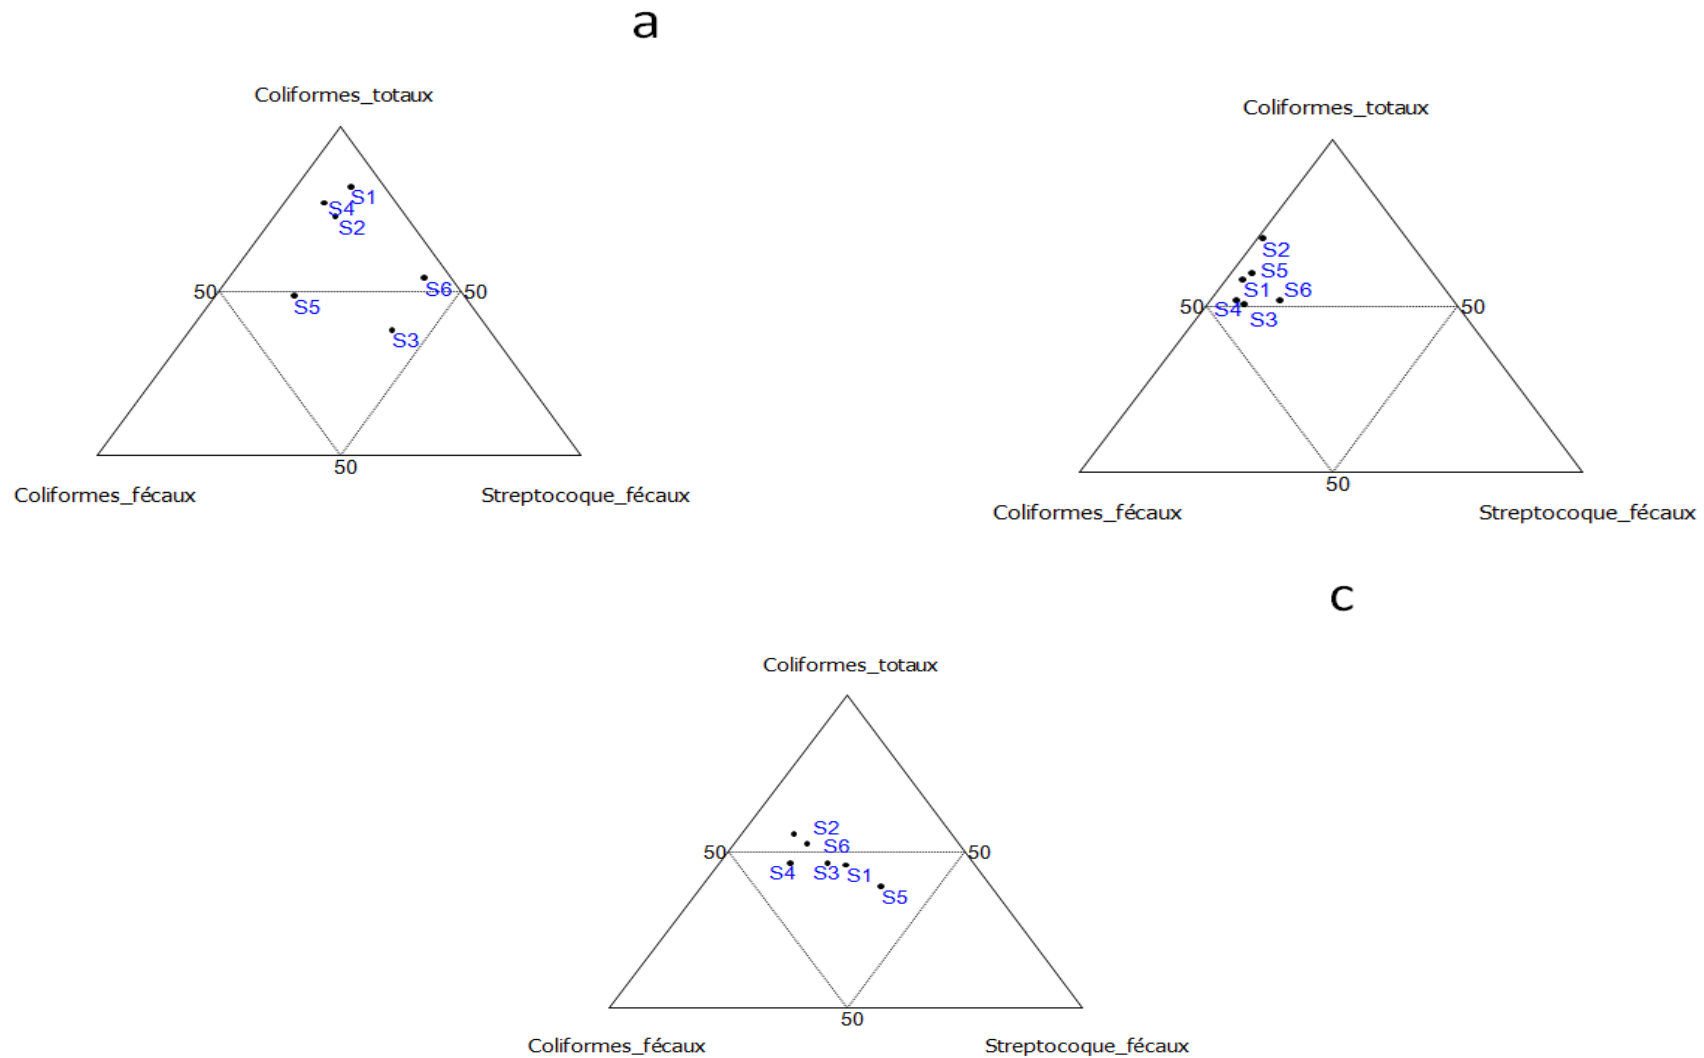 a
Coliformes_totaux
S1
S4
S2
S6
50
50
S5
S3
50
Coliformes_fécaux
Streptocoque_fécaux
Coliformes_totaux
S2
S5
S1
S6
50
S4
50
S3
50
Coliformes_fécaux
Streptocoque_fécaux
c
Coliformes_totaux
S2
S6
50
50
S4
S3
S1
S5
50
Coliformes_fécaux
Streptocoque_fécaux